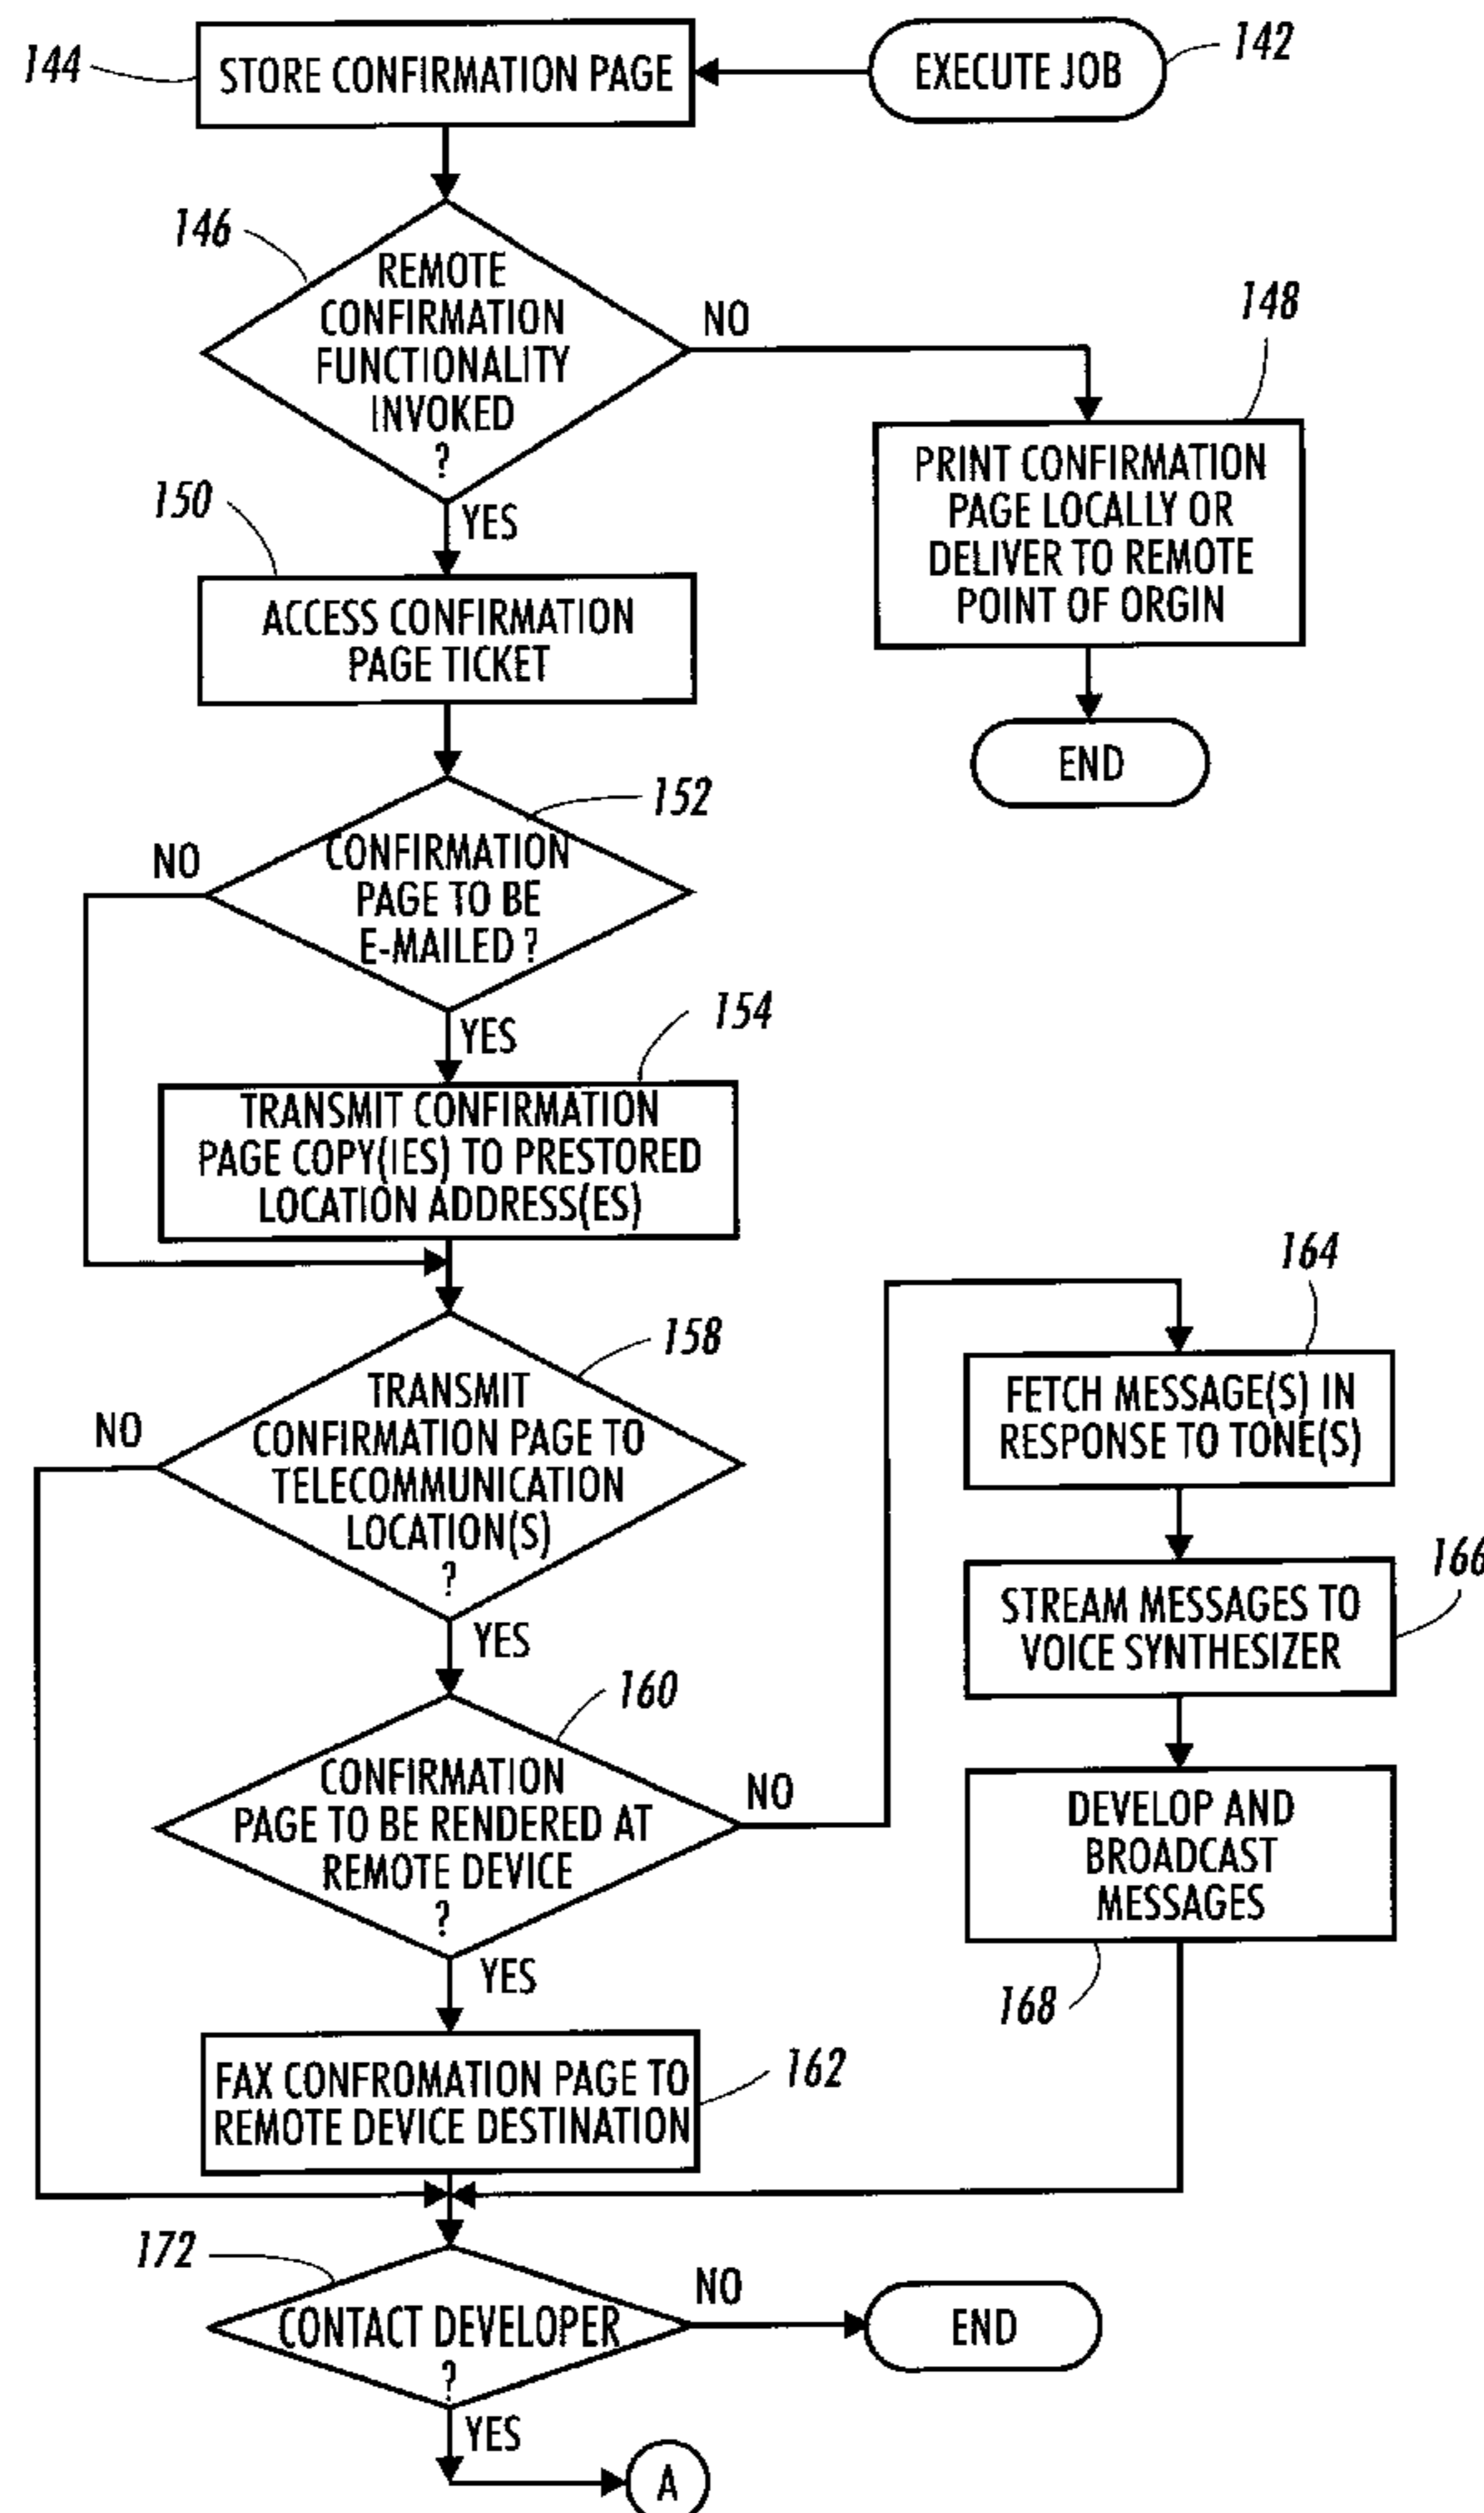 144
STORE CONFIRMATION PAGE
EXECUTE JOB
142
146
REMOTE
CONFIRMATION
FUNCTIONALITY
INVOKED
?
NO
YES
148
PRINT CONFIRMATION
PAGE LOCALLY OR
DELIVER TO REMOTE
POINT OF ORGIN
END
150
ACCESS CONFIRMATION
PAGE TICKET
152
CONFIRMATION
PAGE TO BE
E-MAILED ?
NO
YES
154
TRANSMIT CONFIRMATION
PAGE COPY(IES) TO PRESTORED
LOCATION ADDRESS(ES)
158
TRANSMIT
CONFIRMATION PAGE TO
TELECOMMUNICATION
LOCATION(S)
?
NO
YES
160
CONFIRMATION
PAGE TO BE RENDERED AT
REMOTE DEVICE
?
NO
YES
164
FETCH MESSAGE(S) IN
RESPONSE TO TONE(S)
166
STREAM MESSAGES TO
VOICE SYNTHESIZER
DEVELOP AND
BROADCAST
MESSAGES
168
FAX CONFROMATION PAGE TO
REMOTE DEVICE DESTINATION
162
172
CONTACT DEVELOPER
?
NO
END
YES
A